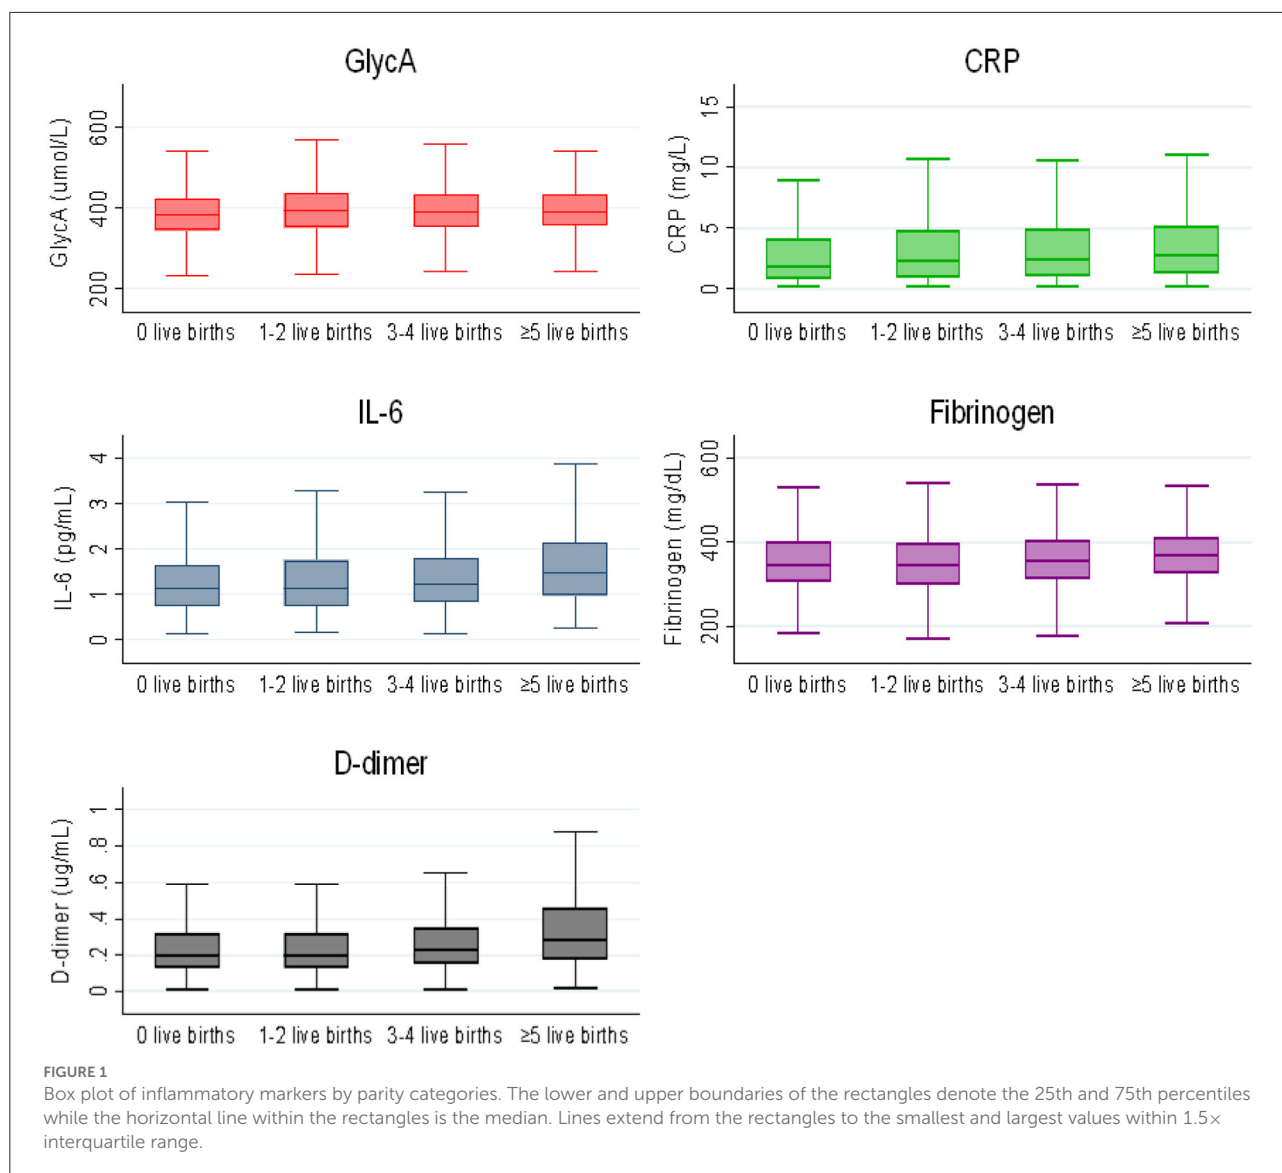 GlycA
GlycA (umol/L)
600
400
200
0 live births 1-2 live births 3-4 live births ≥5 live births
CRP
CRP (mg/L)
15
10
5
0
0 live births 1-2 live births 3-4 live births ≥5 live births
IL-6
IL-6 (pg/mL)
4
3
2
1
0
0 live births 1-2 live births 3-4 live births ≥5 live births
Fibrinogen
Fibrinogen (mg/dL)
600
400
200
0 live births 1-2 live births 3-4 live births ≥5 live births
D-dimer
D-dimer (ug/mL)
1
.8
.6
.4
.2
0
0 live births 1-2 live births 3-4 live births ≥5 live births
FIGURE 1
Box plot of inflammatory markers by parity categories. The lower and upper boundaries of the rectangles denote the 25th and 75th percentiles
while the horizontal line within the rectangles is the median. Lines extend from the rectangles to the smallest and largest values within 1.5×
interquartile range.